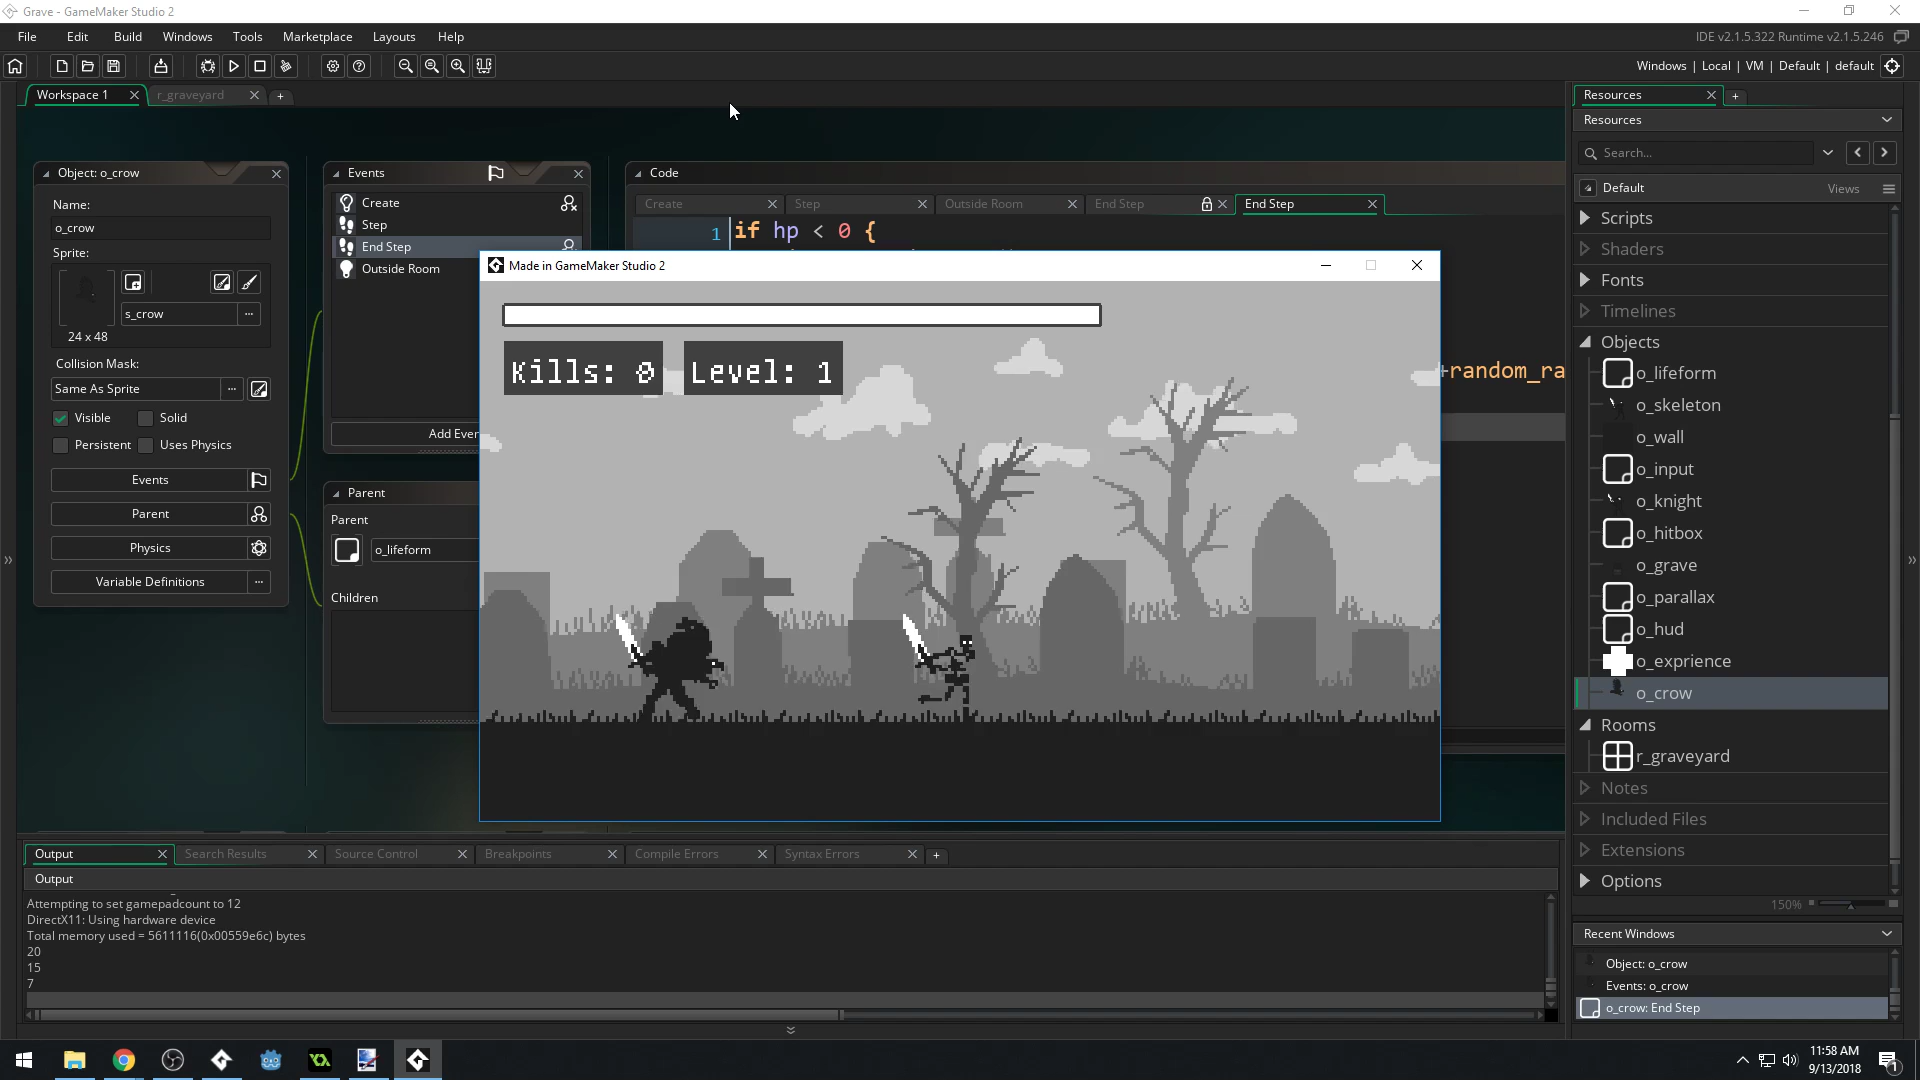 Grave - GameMaker Studio 2
File Edit Build Windows Tools Marketplace Layouts Help
IDE v2.1.5.322 Runtime v2.1.5.246
Windows | Local | VM | Default | default
Workspace 1
r_graveyard
Object: o_crow
Name:
o_crow
Sprite:
s_crow
24 x 48
Collision Mask:
Same As Sprite
Visible
Solid
Persistent
Uses Physics
Events
Parent
Physics
Variable Definitions
Events
Create
Step
End Step
Outside Room
Add Even
Parent
Parent
o_lifeform
Children
Code
Create
Step
Outside Room
End Step
End Step
1 if hp < 0 {
+random_ra
Made in GameMaker Studio 2
Kills: 0
Level: 1
Output
Search Results
Source Control
Breakpoints
Compile Errors
Syntax Errors
Output
Attempting to set gamepadcount to 12
DirectX11: Using hardware device
Total memory used = 5611116(0x00559e6c) bytes
20
15
7
Resources
Resources
Search...
Default
Views
Scripts
Shaders
Fonts
Timelines
Objects
o_lifeform
o_skeleton
o_wall
o_input
o_knight
o_hitbox
o_grave
o_parallax
o_hud
o_exprience
o_crow
Rooms
r_graveyard
Notes
Included Files
Extensions
Options
150%
Recent Windows
Object: o_crow
Events: o_crow
o_crow: End Step
11:58 AM
9/13/2018
1